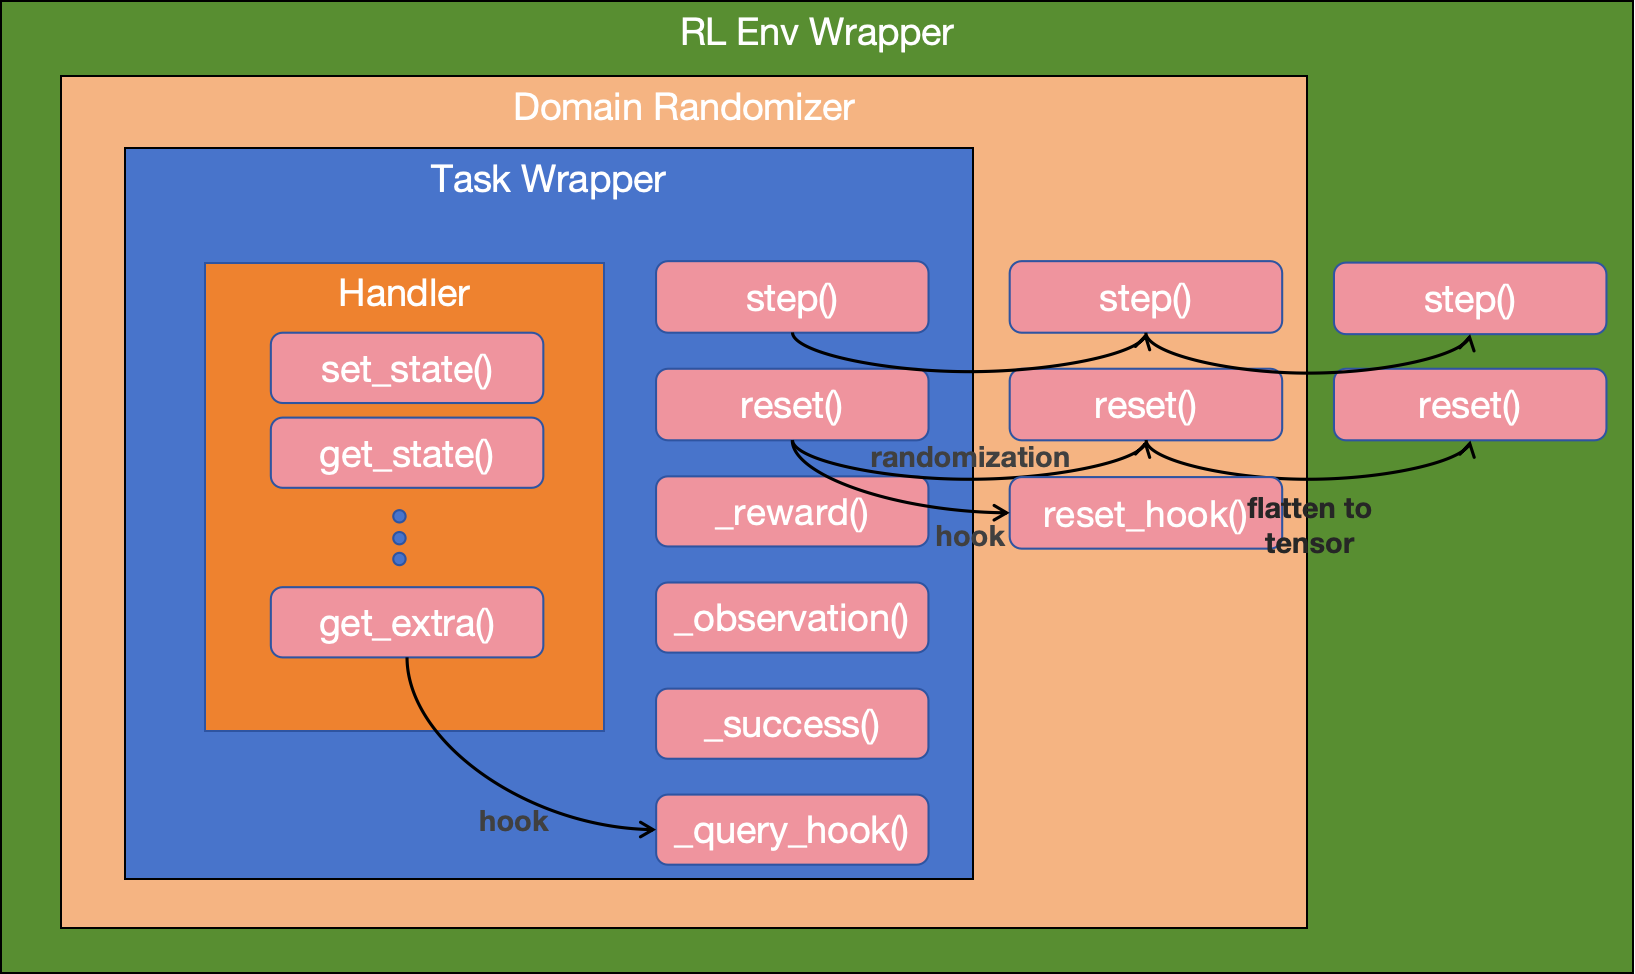 RL Env Wrapper
Domain Randomizer
Task Wrapper
Handler
set_state()
get_state()
get_extra()
hook
step()
reset()
_reward()
_observation()
_success()
_query_hook()
randomization
hook
step()
reset()
reset_hook()
flatten to
tensor
step()
reset()